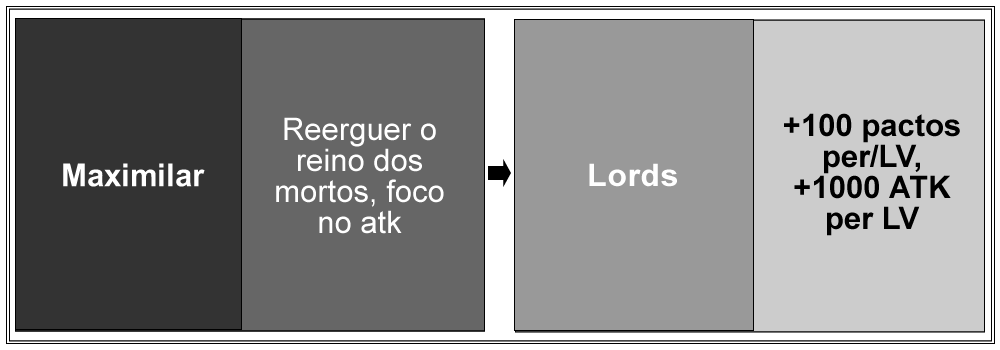 Maximilar
Reerguer o
reino dos
mortos, foco
no atk
Lords
+100 pactos
per/LV,
+1000 ATK
per LV